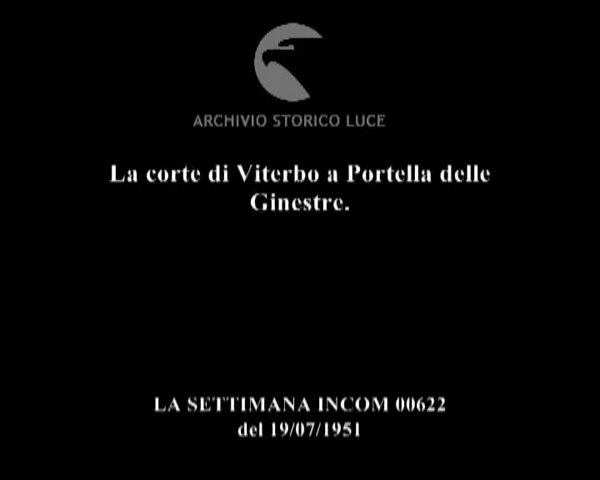 ARCHIVIO STORICO LUCE
La corte di Viterbo a Portella delle
Ginestre.
LA SETTIMANA INCOM 00622
del 19/07/1951